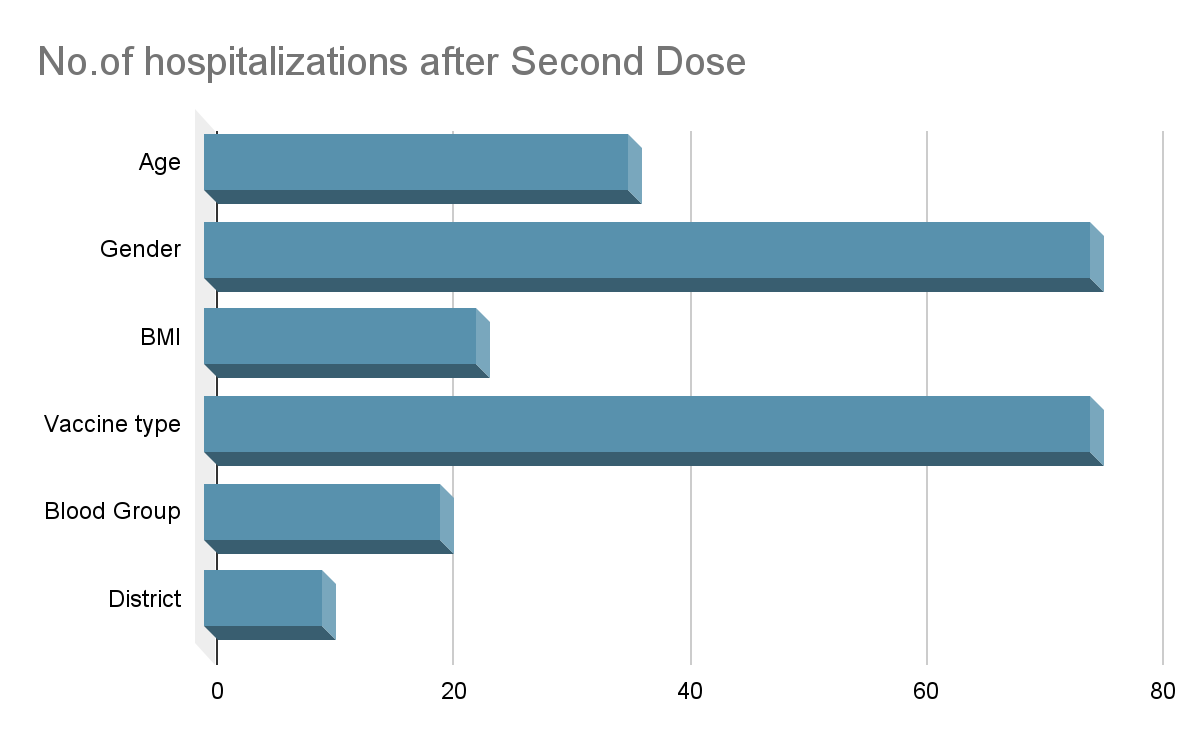 No.of hospitalizations after Second Dose
Age
Gender
BMI
Vaccine type
Blood Group
District
0 20 40 60 80